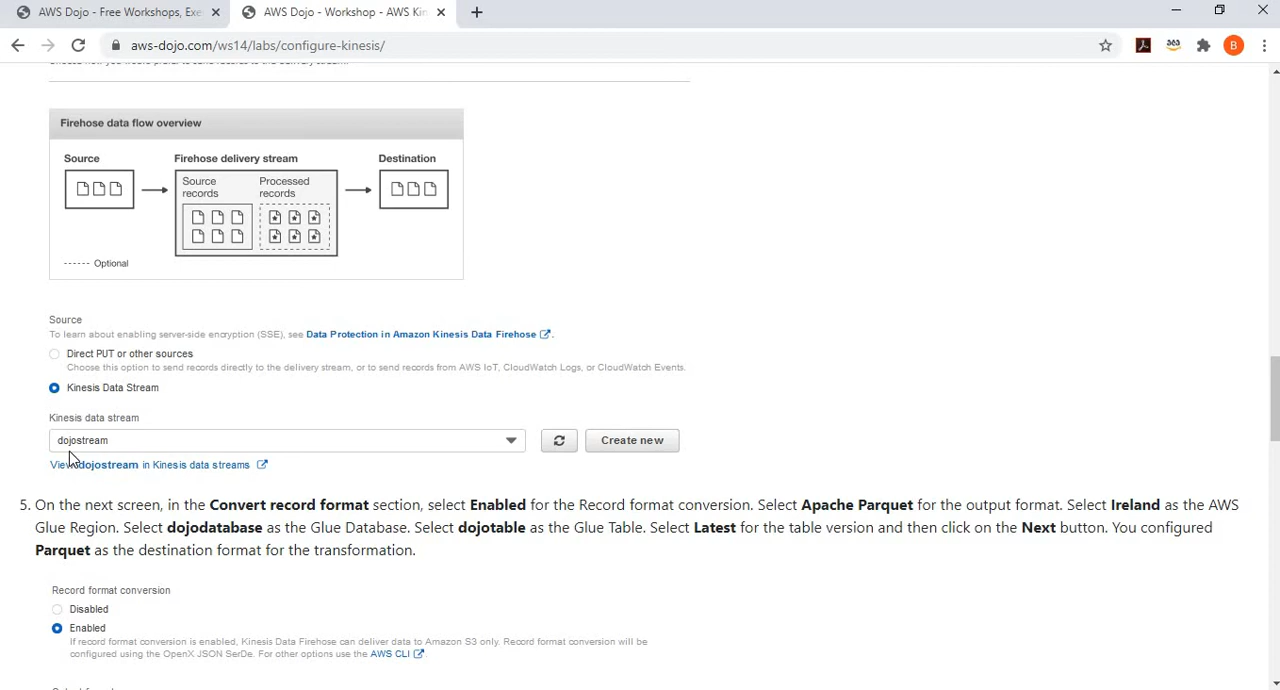 AWS Dojo - Free Workshops, Exe
AWS Dojo - Workshop - AWS Kin
aws-dojo.com/ws14/labs/configure-kinesis/
B
Firehose data flow overview
Source
Firehose delivery stream
Destination
Source records
Processed records
Optional
Source
To learn about enabling server-side encryption (SSE), see Data Protection in Amazon Kinesis Data Firehose.
Direct PUT or other sources
Choose this option to send records directly to the delivery stream, or to send records from AWS IoT, CloudWatch Logs, or CloudWatch Events.
Kinesis Data Stream
Kinesis data stream
dojostream
Create new
View dojostream in Kinesis data streams
5. On the next screen, in the Convert record format section, select Enabled for the Record format conversion. Select Apache Parquet for the output format. Select Ireland as the AWS
Glue Region. Select dojodatabase as the Glue Database. Select dojotable as the Glue Table. Select Latest for the table version and then click on the Next button. You configured
Parquet as the destination format for the transformation.
Record format conversion
Disabled
Enabled
If record format conversion is enabled, Kinesis Data Firehose can deliver data to Amazon S3 only. Record format conversion will be
configured using the OpenX JSON SerDe. For other options use the AWS CLI.